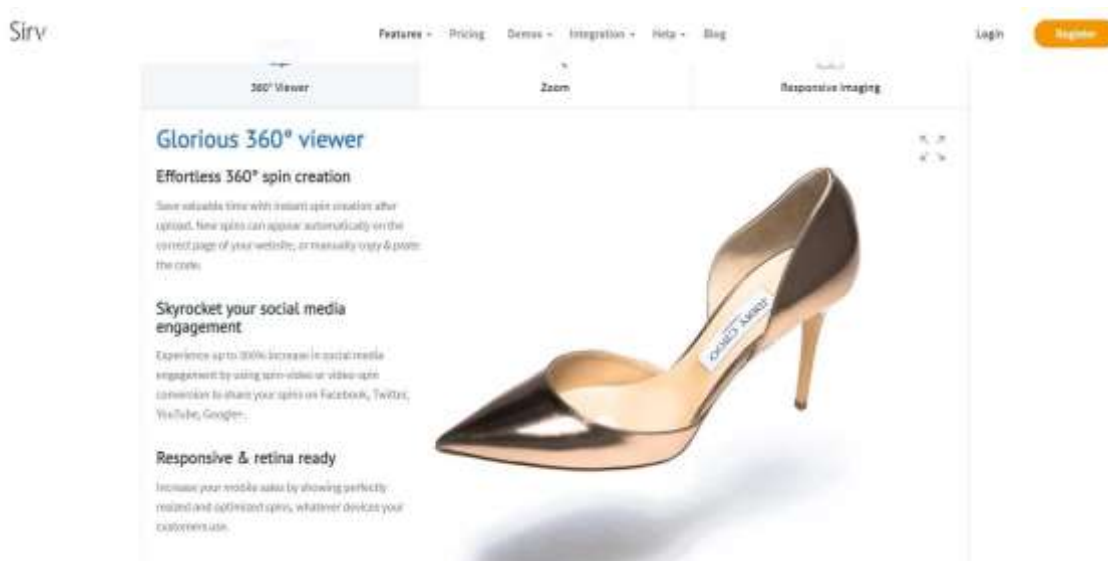 Sirv
Features Pricing Demos Integration Help Blog
Login
Register
360° Viewer
Zoom
Responsive Imaging
Glorious 360° viewer
Effortless 360° spin creation
Save valuable time with instant spin creation after
upload. New spins can appear automatically on the
correct page of your website, or manually copy & paste
the code.
Skyrocket your social media
engagement
Experience up to increase in social media
engagement by using spin-video or video-spin
conversion to share your spins on Facebook, Twitter,
YouTube, Google+.
Responsive & retina ready
Increase your mobile sales by showing perfectly
resized and optimized spins, whatever devices your
customers use.
JIMMY CHOO